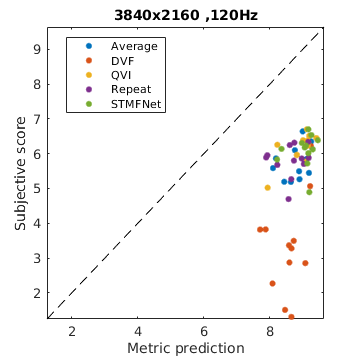 3840x2160 ,120Hz
Average
DVF
QVI
Repeat
STMFNet
Subjective score
9
8
7
6
5
4
3
2
2 4 6 8
Metric prediction